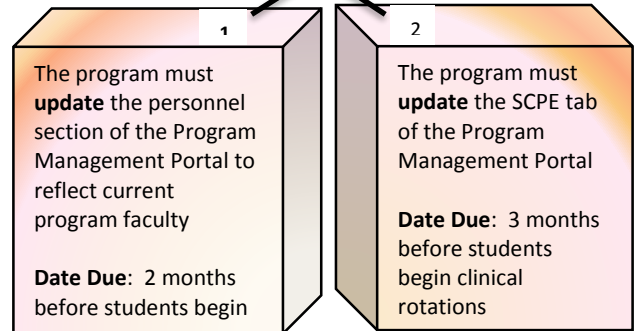 1
The program must
update the personnel
section of the Program
Management Portal to
reflect current
program faculty
Date Due: 2 months
before students begin
2
The program must
update the SCPE tab
of the Program
Management Portal
Date Due: 3 months
before students
begin clinical
rotations